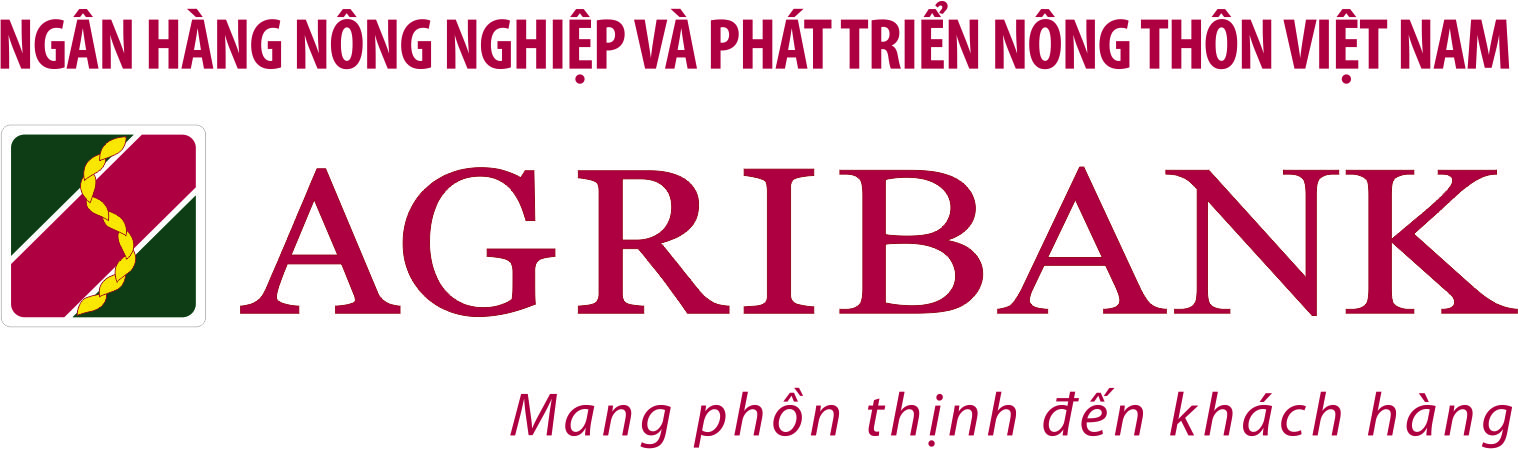 NGÂN HÀNG NÔNG NGHIỆP VÀ PHÁT TRIỂN NÔNG THÔN VIỆT NAM
AGRIBANK
Mang phồn thịnh đến khách hàng